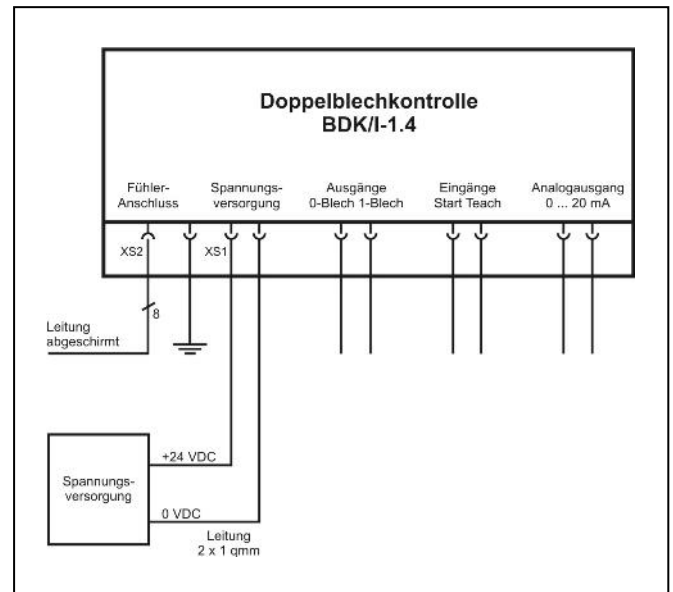 Doppelblechkontrolle
BDK/I-1.4
Fühler-
Anschluss
Spannungs-
versorgung
Ausgänge
0-Blech 1-Blech
Eingänge
Start Teach
Analogausgang
0 ... 20 mA
XS2
XS1
8
Leitung
abgeschirmt
Spannungs-
versorgung
+24 VDC
0 VDC
Leitung
2 x 1 qmm